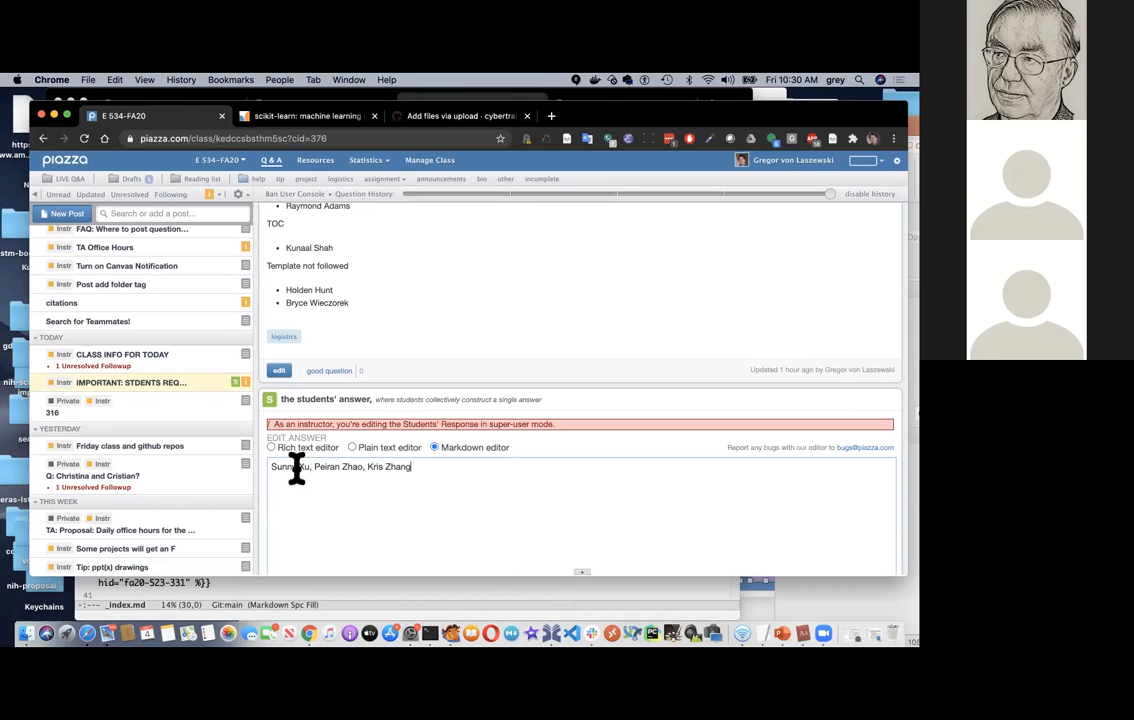 Chrome File Edit View History Bookmarks People Tab Window Help
Fri 10:30 AM grey
E 534-FA20
scikit-learn: machine learning
Add files via upload · cybertra
piazza.com/class/kedccsbsthm5sc?cid=376
piazza
E 534-FA20 Q & A Resources Statistics Manage Class
Gregor von Laszewski
LIVE Q&A Drafts Reading list help tip project logistics assignment announcements bio other incomplete
Unread Updated Unresolved Following
Ban User Console • Question History:
disable history
New Post
Search or add a post...
Instr FAQ: Where to post question...
Instr TA Office Hours
Instr Turn on Canvas Notification
Instr Post add folder tag
citations
Search for Teammates!
TODAY
Instr CLASS INFO FOR TODAY
• 1 Unresolved Followup
Instr IMPORTANT: STDENTS REQ...
Private Instr
316
YESTERDAY
Instr Friday class and github repos
Private Instr
Q: Christina and Cristian?
• 1 Unresolved Followup
THIS WEEK
Private Instr
TA: Proposal: Daily office hours for the ...
Instr Some projects will get an F
Instr Tip: ppt(x) drawings
• Raymond Adams
TOC
• Kunaal Shah
Template not followed
• Holden Hunt
• Bryce Wieczorek
logistics
edit good question 0
Updated 1 hour ago by Gregor von Laszewski
S the students' answer, where students collectively construct a single answer
/ As an instructor, you're editing the Students' Response in super-user mode.
EDIT ANSWER
Rich text editor Plain text editor Markdown editor
Report any bugs with our editor to bugs@piazza.com
Sunny Xu, Peiran Zhao, Kris Zhang
hid="fa20-523-331" %}}
41
-:--- _index.md 14% (30,0) Git:main (Markdown Spc Fill)
nih-proposal
Keychains